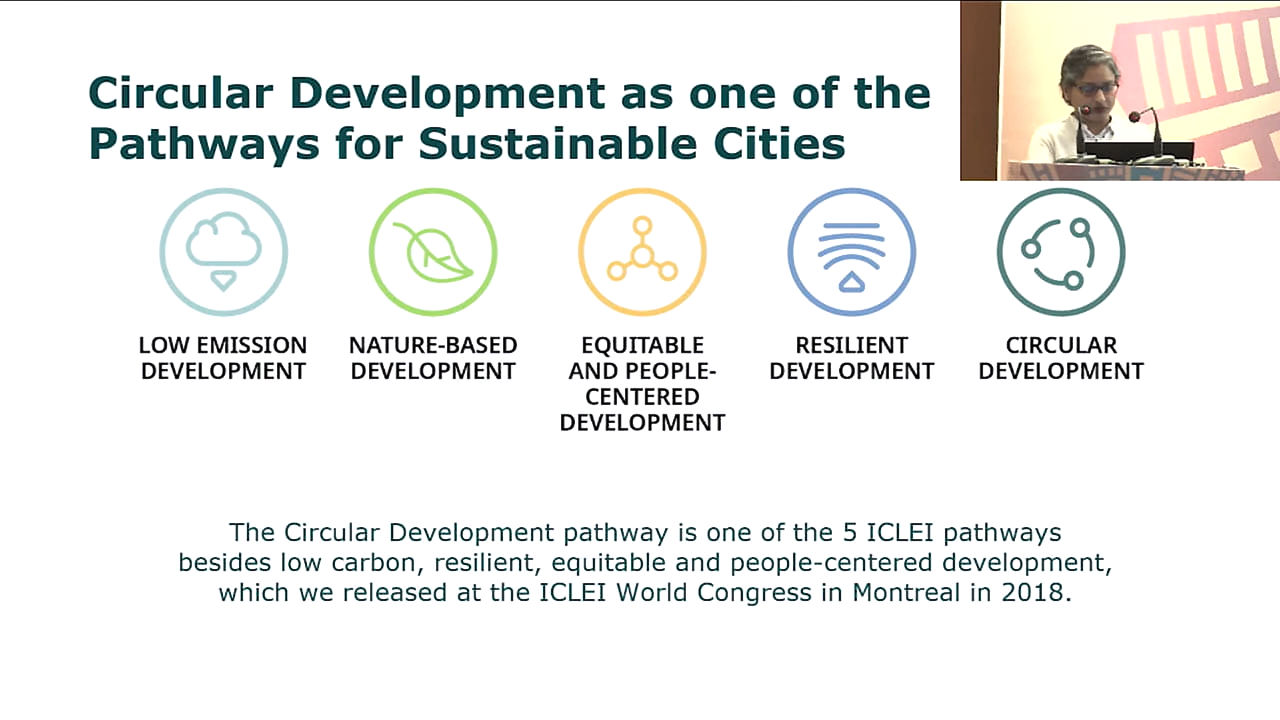 Circular Development as one of the
Pathways for Sustainable Cities
LOW EMISSION
DEVELOPMENT
NATURE-BASED
DEVELOPMENT
EQUITABLE
AND PEOPLE-
CENTERED
DEVELOPMENT
RESILIENT
DEVELOPMENT
CIRCULAR
DEVELOPMENT
The Circular Development pathway is one of the 5 ICLEI pathways
besides low carbon, resilient, equitable and people-centered development,
which we released at the ICLEI World Congress in Montreal in 2018.